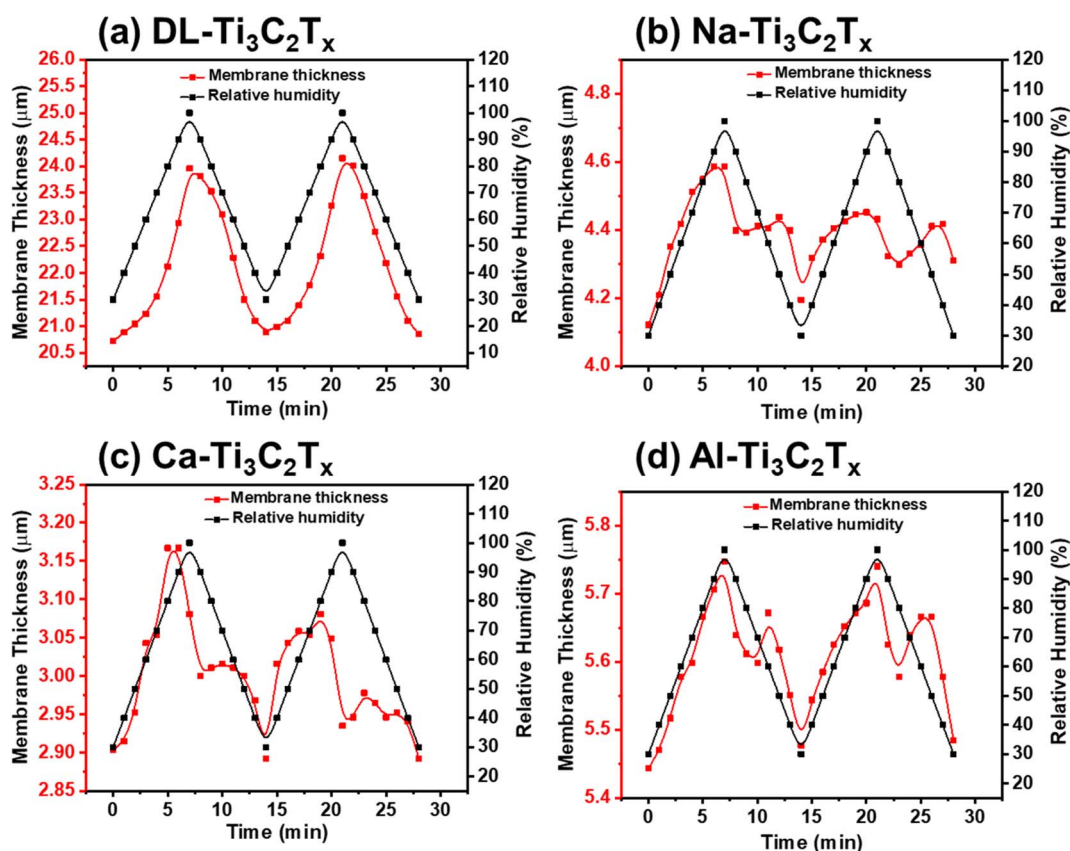 (a) DL-Ti₃C₂Tₓ
Membrane thickness
Relative humidity
Membrane Thickness (μm)
26.0
25.5
25.0
24.5
24.0
23.5
23.0
22.5
22.0
21.5
21.0
20.5
Relative Humidity (%)
120
110
100
90
80
70
60
50
40
30
20
10
0 5 10 15 20 25 30
Time (min)
(b) Na-Ti₃C₂Tₓ
Membrane thickness
Relative humidity
Membrane Thickness (μm)
4.8
4.6
4.4
4.2
4.0
Relative Humidity (%)
120
110
100
90
80
70
60
50
40
30
20
0 5 10 15 20 25 30
Time (min)
(c) Ca-Ti₃C₂Tₓ
Membrane thickness
Relative humidity
Membrane Thickness (μm)
3.25
3.20
3.15
3.10
3.05
3.00
2.95
2.90
2.85
Relative Humidity (%)
120
110
100
90
80
70
60
50
40
30
20
0 5 10 15 20 25 30
Time (min)
(d) Al-Ti₃C₂Tₓ
Membrane thickness
Relative humidity
Membrane Thickness (μm)
5.8
5.7
5.6
5.5
5.4
Relative Humidity (%)
120
110
100
90
80
70
60
50
40
30
20
0 5 10 15 20 25 30
Time (min)